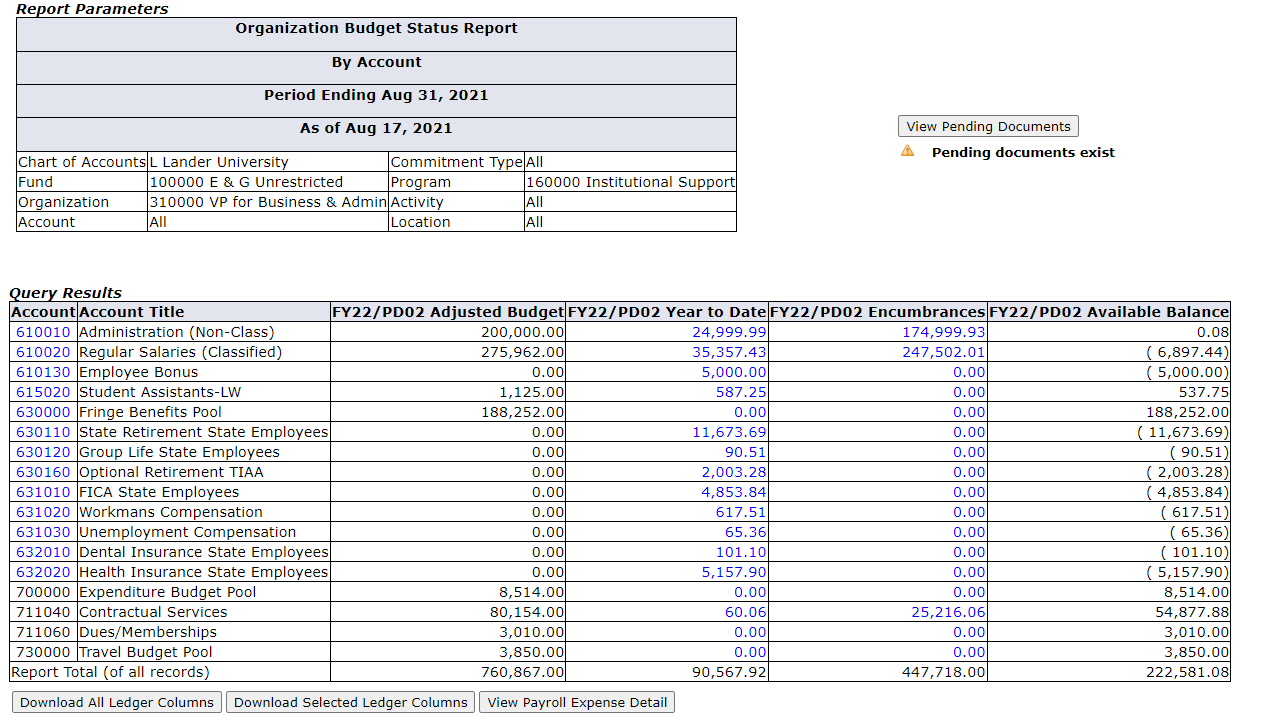 Report Parameters
Organization Budget Status Report
By Account
Period Ending Aug 31, 2021
As of Aug 17, 2021
Chart of Accounts L Lander University Commitment Type All
Fund 100000 E & G Unrestricted Program 160000 Institutional Support
Organization 310000 VP for Business & Admin Activity All
Account All Location All
View Pending Documents
Pending documents exist
Query Results
Account Account Title FY22/PD02 Adjusted Budget FY22/PD02 Year to Date FY22/PD02 Encumbrances FY22/PD02 Available Balance
610010 Administration (Non-Class) 200,000.00 24,999.99 174,999.93 0.08
610020 Regular Salaries (Classified) 275,962.00 35,357.43 247,502.01 ( 6,897.44)
610130 Employee Bonus 0.00 5,000.00 0.00 ( 5,000.00)
615020 Student Assistants-LW 1,125.00 587.25 0.00 537.75
630000 Fringe Benefits Pool 188,252.00 0.00 0.00 188,252.00
630110 State Retirement State Employees 0.00 11,673.69 0.00 ( 11,673.69)
630120 Group Life State Employees 0.00 90.51 0.00 ( 90.51)
630160 Optional Retirement TIAA 0.00 2,003.28 0.00 ( 2,003.28)
631010 FICA State Employees 0.00 4,853.84 0.00 ( 4,853.84)
631020 Workmans Compensation 0.00 617.51 0.00 ( 617.51)
631030 Unemployment Compensation 0.00 65.36 0.00 ( 65.36)
632010 Dental Insurance State Employees 0.00 101.10 0.00 ( 101.10)
632020 Health Insurance State Employees 0.00 5,157.90 0.00 ( 5,157.90)
700000 Expenditure Budget Pool 8,514.00 0.00 0.00 8,514.00
711040 Contractual Services 80,154.00 60.06 25,216.06 54,877.88
711060 Dues/Memberships 3,010.00 0.00 0.00 3,010.00
730000 Travel Budget Pool 3,850.00 0.00 0.00 3,850.00
Report Total (of all records) 760,867.00 90,567.92 447,718.00 222,581.08
Download All Ledger Columns Download Selected Ledger Columns View Payroll Expense Detail